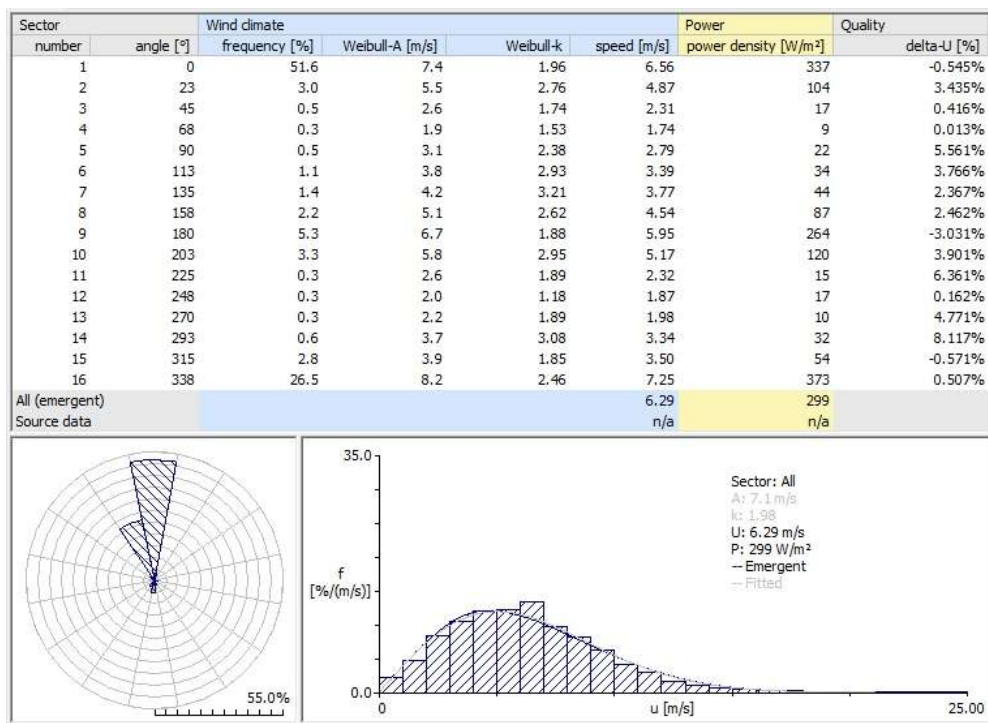 Sector Wind climate Power Quality
number angle [°] frequency [%] Weibull-A [m/s] Weibull-k speed [m/s] power density [W/m²] delta-U [%]
1 0 51.6 7.4 1.96 6.56 337 -0.545%
2 23 3.0 5.5 2.76 4.87 104 3.435%
3 45 0.5 2.6 1.74 2.31 17 0.416%
4 68 0.3 1.9 1.53 1.74 9 0.013%
5 90 0.5 3.1 2.38 2.79 22 5.561%
6 113 1.1 3.8 2.93 3.39 34 3.766%
7 135 1.4 4.2 3.21 3.77 44 2.367%
8 158 2.2 5.1 2.62 4.54 87 2.462%
9 180 5.3 6.7 1.88 5.95 264 -3.031%
10 203 3.3 5.8 2.95 5.17 120 3.901%
11 225 0.3 2.6 1.89 2.32 15 6.361%
12 248 0.3 2.0 1.18 1.87 17 0.162%
13 270 0.3 2.2 1.89 1.98 10 4.771%
14 293 0.6 3.7 3.08 3.34 32 8.117%
15 315 2.8 3.9 1.85 3.50 54 -0.571%
16 338 26.5 8.2 2.46 7.25 373 0.507%
All (emergent) 6.29 299
Source data n/a n/a
55.0%
35.0
Sector: All
A: 7.1 m/s
k: 1.98
U: 6.29 m/s
P: 299 W/m²
-- Emergent
-- Fitted
f
[%/(m/s)]
0.0
0 u [m/s] 25.00